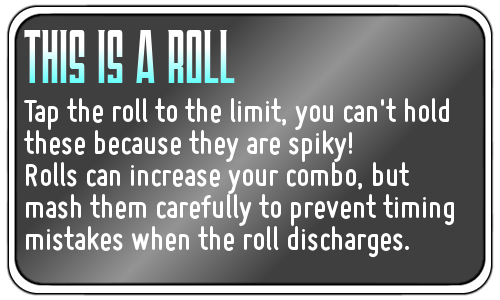 THIS IS A ROLL
Tap the roll to the limit, you can't hold
these because they are spiky!
Rolls can increase your combo, but
mash them carefully to prevent timing
mistakes when the roll discharges.